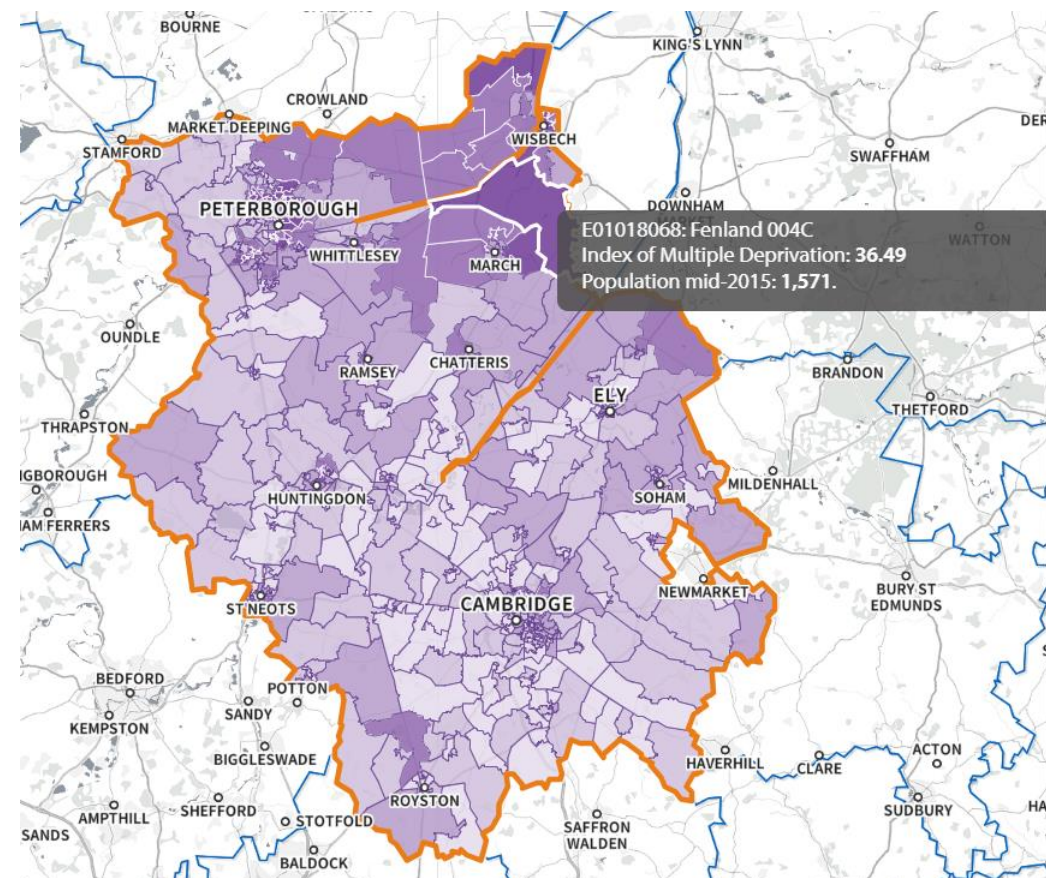 BOURNE
KING'S LYNN
CROWLAND
MARKET DEEPING
STAMFORD
WISBECH
SWAFFHAM
DER
PETERBOROUGH
DOWNHAM
MARKET
WHITTLESEY
MARCH
WATTON
E01018068: Fenland 004C
Index of Multiple Deprivation: 36.49
Population mid-2015: 1,571.
OUNDLE
RAMSEY
CHATTERIS
BRANDON
ELY
THETFORD
THRAPSTON
IGBOROUGH
HUNTINGDON
SOHAM
MILDENHALL
AM FERRERS
ST NEOTS
CAMBRIDGE
NEWMARKET
BURY ST
EDMUNDS
BEDFORD
POTTON
SANDY
KEMPSTON
BIGGLESWADE
HAVERHILL
CLARE
ACTON
AMPTHILL
SHEFFORD
STOTFOLD
ROYSTON
SAFFRON
WALDEN
SUDBURY
HA
SANDS
BALDOCK